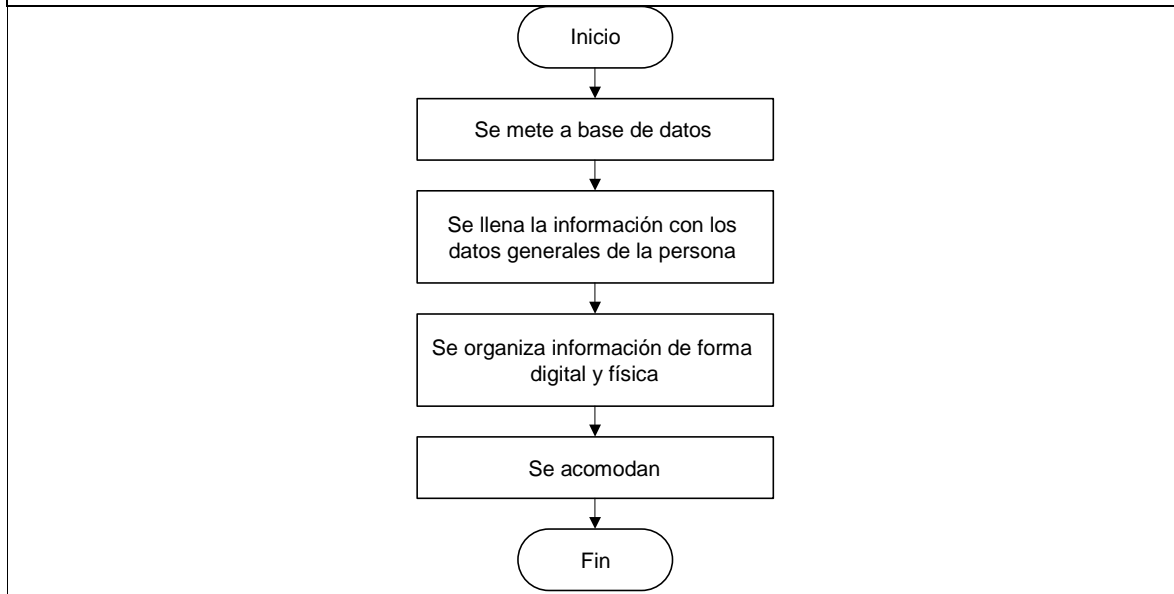 Inicio
Se mete a base de datos
Se llena la información con los
datos generales de la persona
Se organiza información de forma
digital y física
Se acomodan
Fin